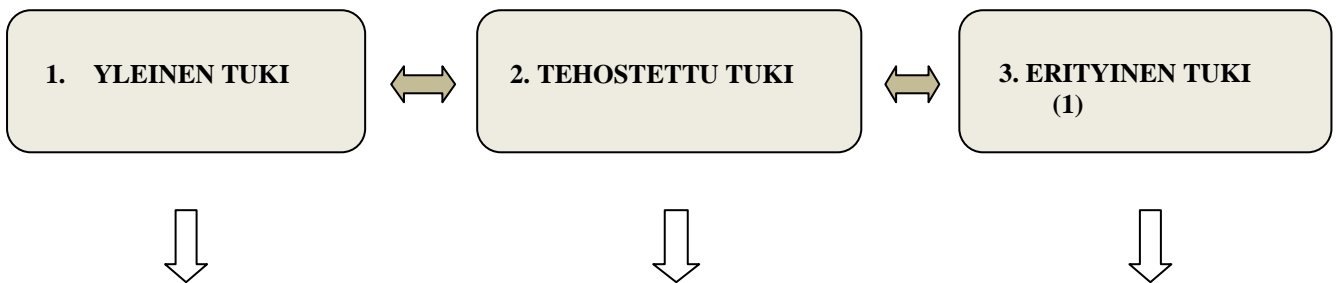 1. YLEINEN TUKI
2. TEHOSTETTU TUKI
3. ERITYINEN TUKI
(1)